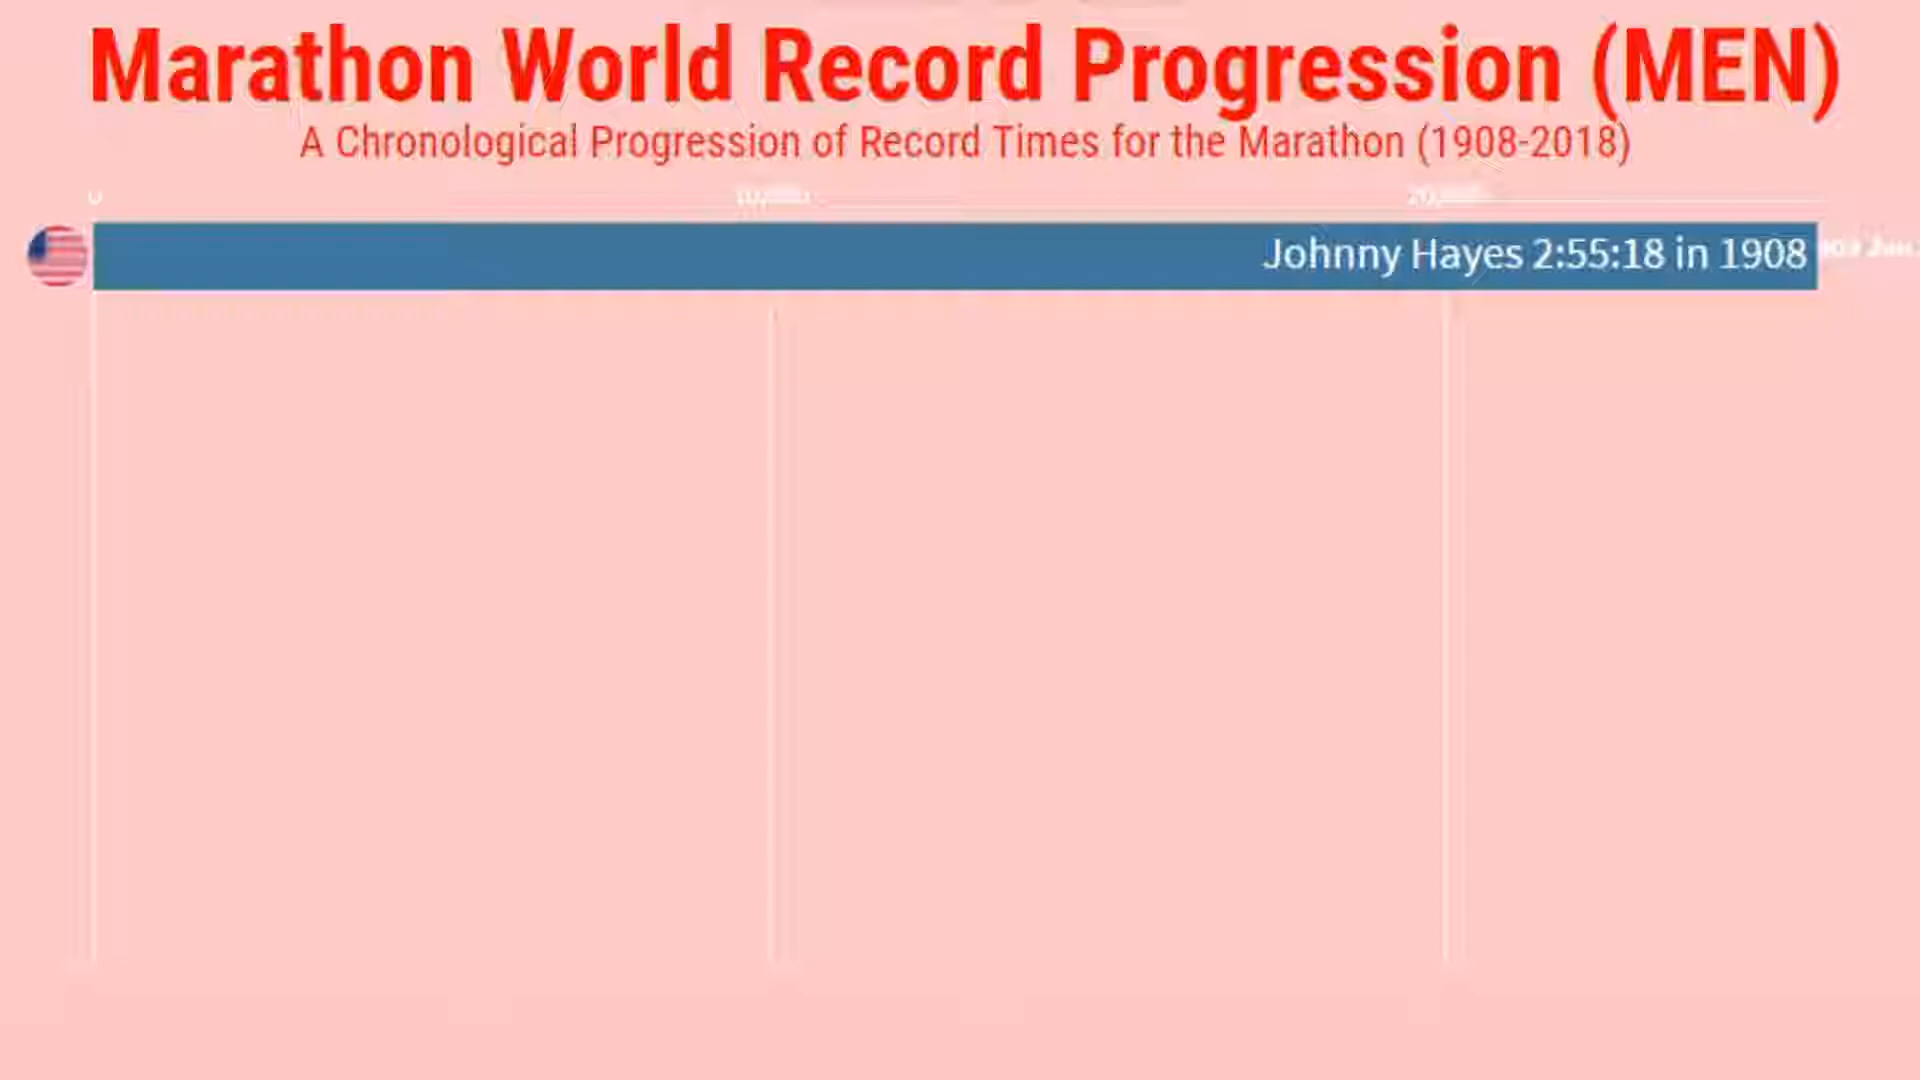 Marathon World Record Progression (MEN)
A Chronological Progression of Record Times for the Marathon (1908-2018)
0
Johnny Hayes 2:55:18 in 1908